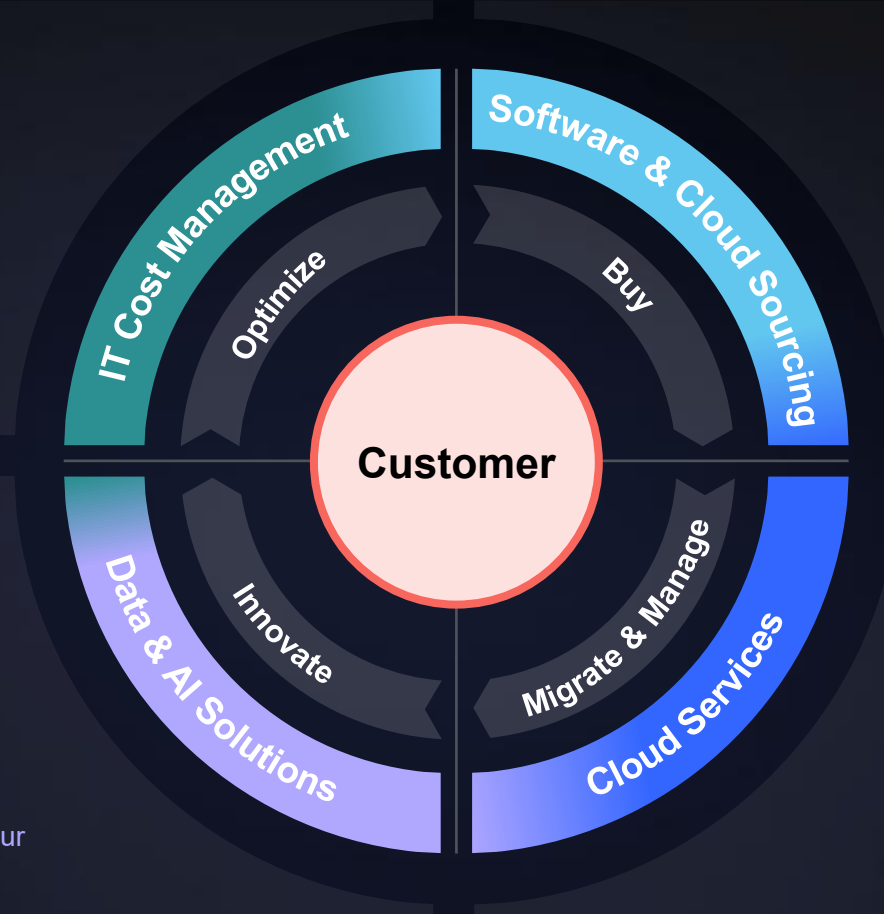 IT Cost Management
Software & Cloud Sourcing
Optimize
Buy
Customer
Innovate
Migrate & Manage
Data & AI Solutions
Cloud Services
ur